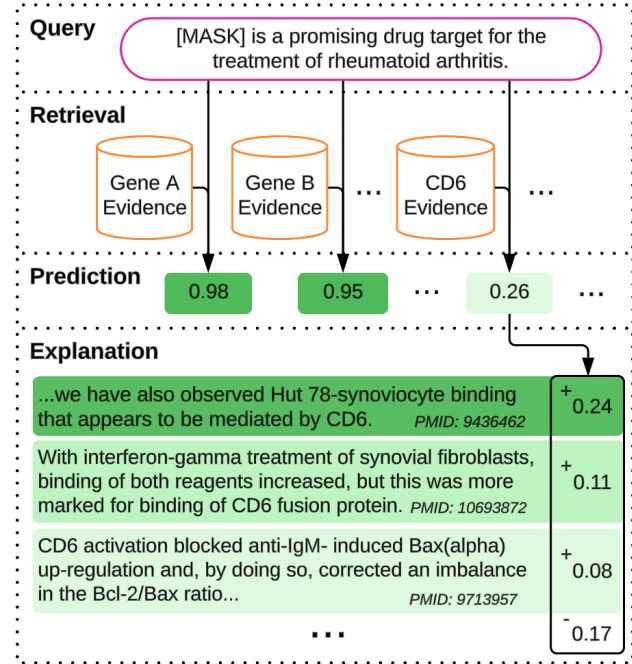 Query
[MASK] is a promising drug target for the
treatment of rheumatoid arthritis.
Retrieval
Gene A
Evidence
Gene B
Evidence
...
CD6
Evidence
...
Prediction
0.98
0.95
...
0.26
...
Explanation
...we have also observed Hut 78-synoviocyte binding
that appears to be mediated by CD6. PMID: 9436462
+0.24
With interferon-gamma treatment of synovial fibroblasts,
binding of both reagents increased, but this was more
marked for binding of CD6 fusion protein. PMID: 10693872
+0.11
CD6 activation blocked anti-IgM- induced Bax(alpha)
up-regulation and, by doing so, corrected an imbalance
in the Bcl-2/Bax ratio... PMID: 9713957
+0.08
...
-0.17